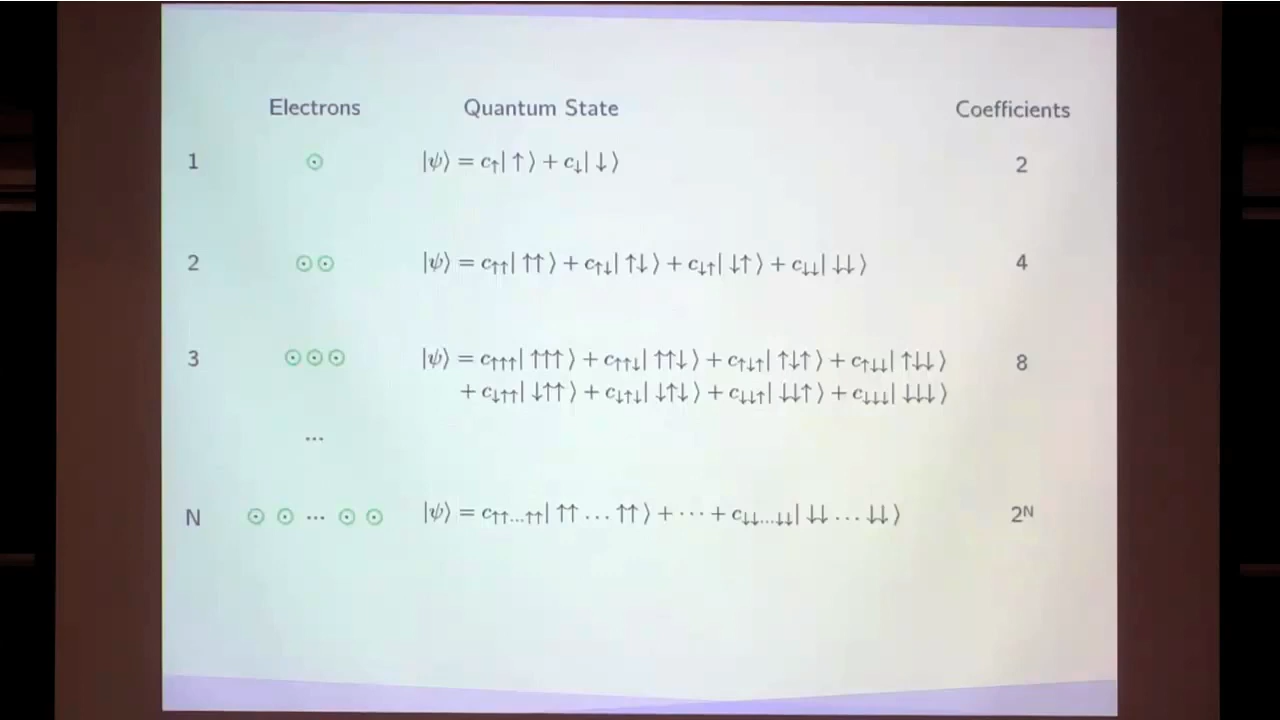 Electrons Quantum State Coefficients
1 |ψ⟩ = c↑|↑⟩ + c↓|↓⟩ 2
2 |ψ⟩ = c↑↑|↑↑⟩ + c↑↓|↑↓⟩ + c↓↑|↓↑⟩ + c↓↓|↓↓⟩ 4
3 |ψ⟩ = c↑↑↑|↑↑↑⟩ + c↑↑↓|↑↑↓⟩ + c↑↓↑|↑↓↑⟩ + c↑↓↓|↑↓↓⟩ 8
+ c↓↑↑|↓↑↑⟩ + c↓↑↓|↓↑↓⟩ + c↓↓↑|↓↓↑⟩ + c↓↓↓|↓↓↓⟩
...
N ... |ψ⟩ = c↑↑...↑↑|↑↑...↑↑⟩ + ··· + c↓↓...↓↓|↓↓...↓↓⟩ 2ᴺ